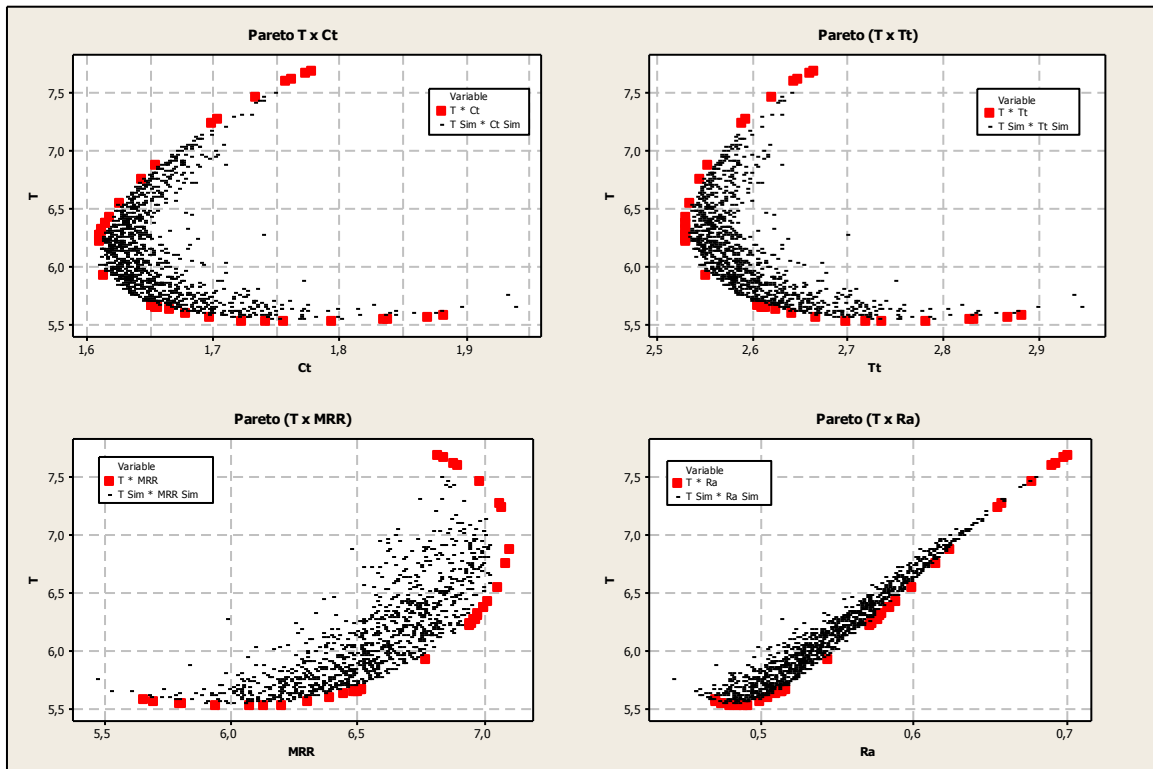 Pareto T x Ct
T
7,5
7,0
6,5
6,0
5,5
1,6
1,7
1,8
1,9
Ct
Variable
T * Ct
T Sim * Ct Sim
Pareto (T x Tt)
T
7,5
7,0
6,5
6,0
5,5
2,5
2,6
2,7
2,8
2,9
Tt
Variable
T * Tt
T Sim * Tt Sim
Pareto (T x MRR)
T
7,5
7,0
6,5
6,0
5,5
5,5
6,0
6,5
7,0
MRR
Variable
T * MRR
T Sim * MRR Sim
Pareto (T x Ra)
T
7,5
7,0
6,5
6,0
5,5
0,5
0,6
0,7
Ra
Variable
T * Ra
T Sim * Ra Sim